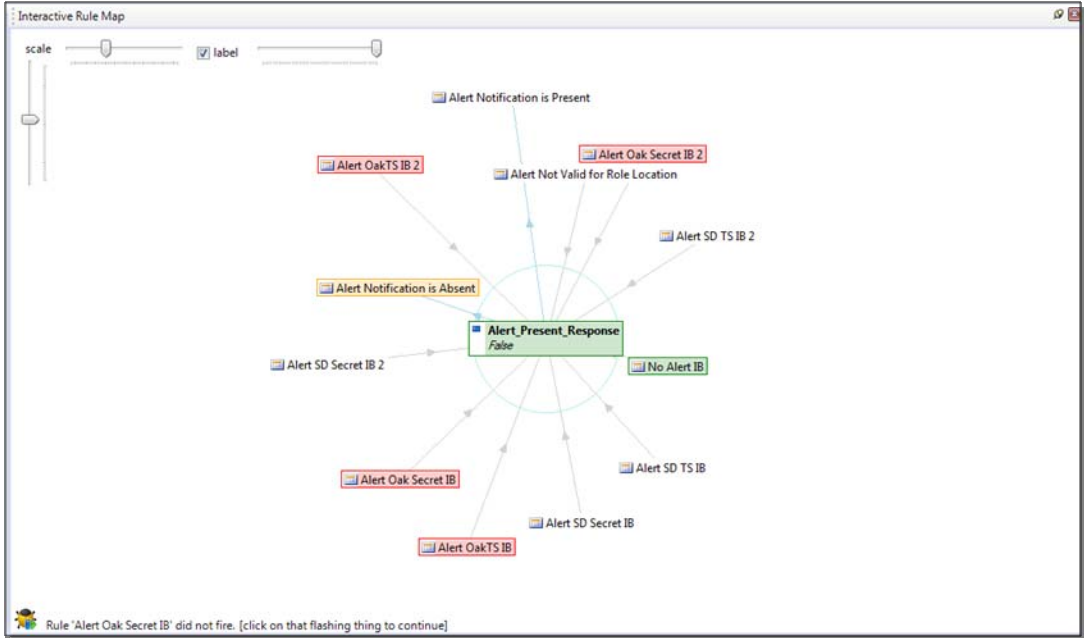 Interactive Rule Map
scale
label
Alert Notification is Present
Alert OakTS IB 2
Alert Oak Secret IB 2
Alert Not Valid for Role Location
Alert SD TS IB 2
Alert Notification is Absent
Alert_Present_Response
False
Alert SD Secret IB 2
No Alert IB
Alert SD TS IB
Alert Oak Secret IB
Alert SD Secret IB
Alert OakTS IB
Rule 'Alert Oak Secret IB' did not fire. [click on that flashing thing to continue]